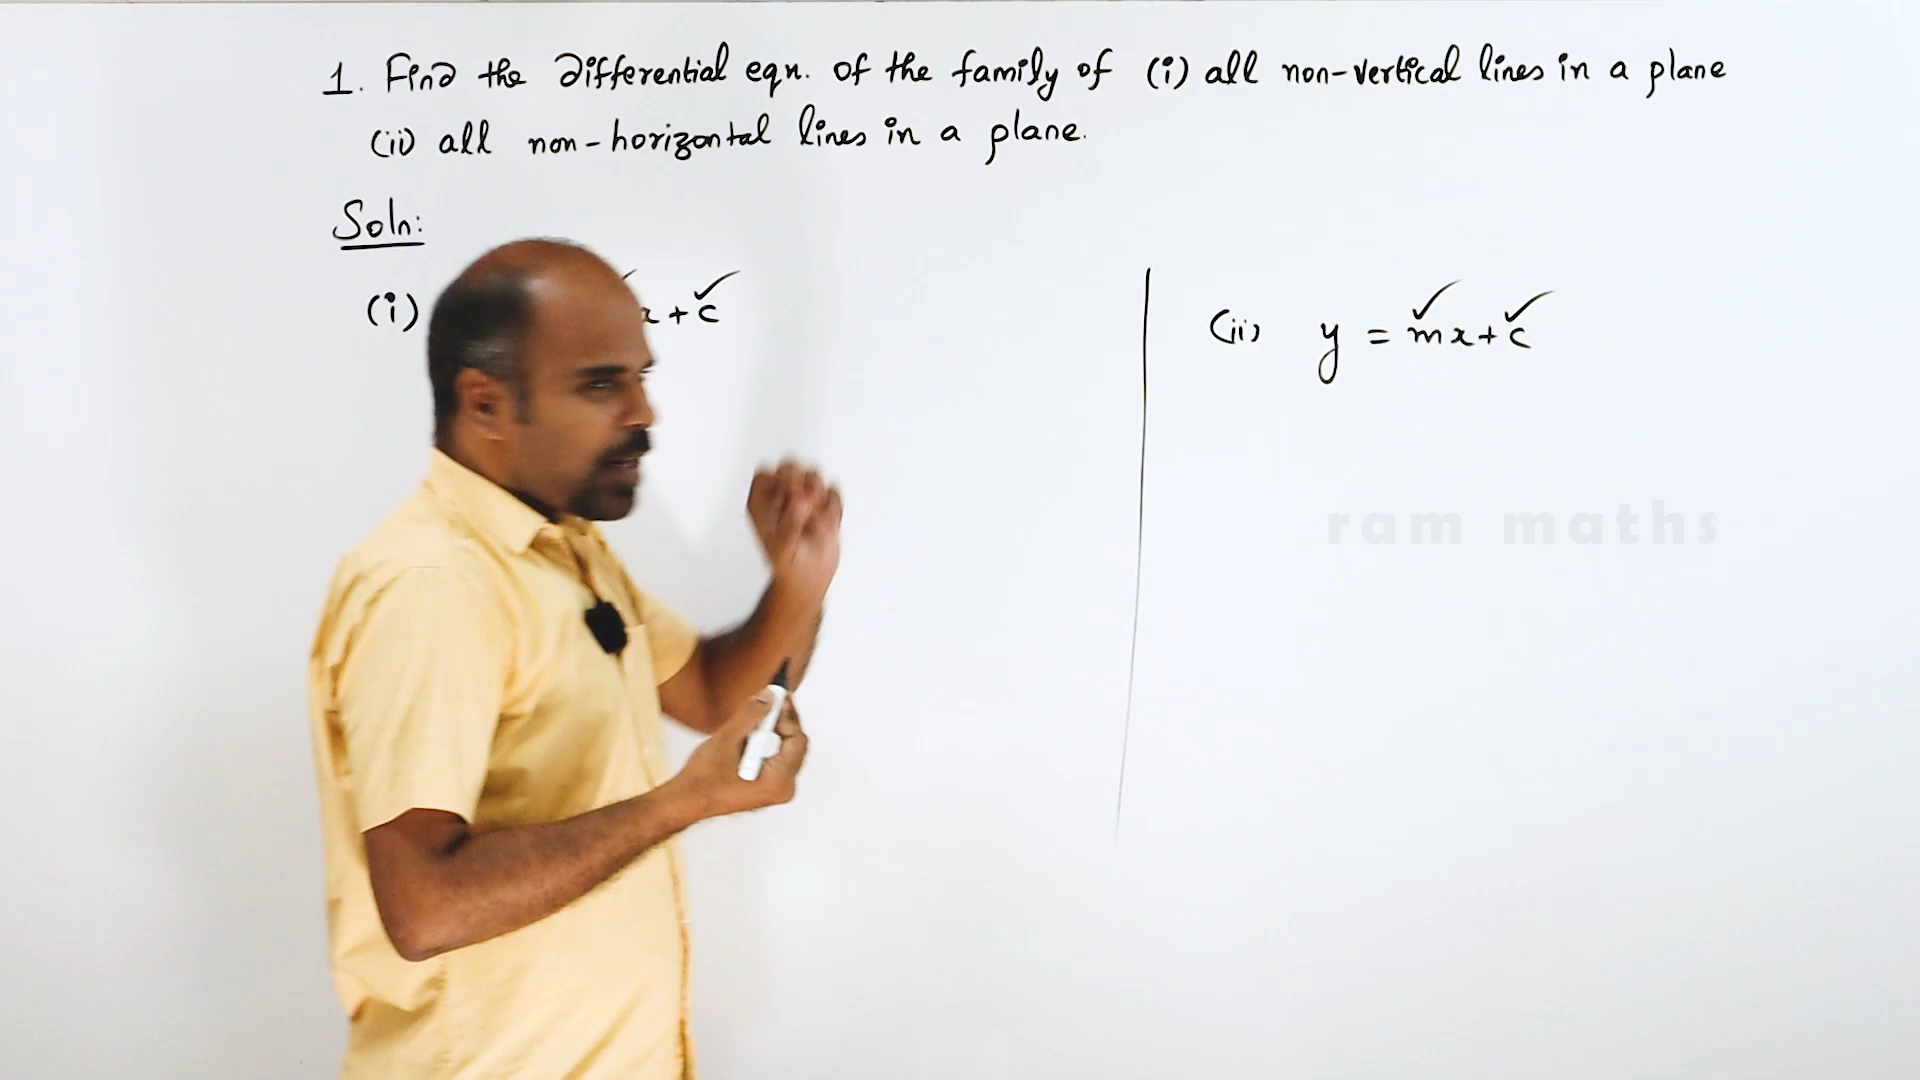 1. Find the differential eqn. of the family of (i) all non-vertical lines in a plane
(ii) all non-horizontal lines in a plane.
Soln:
(i) x + c
(ii) y = mx + c
ram maths